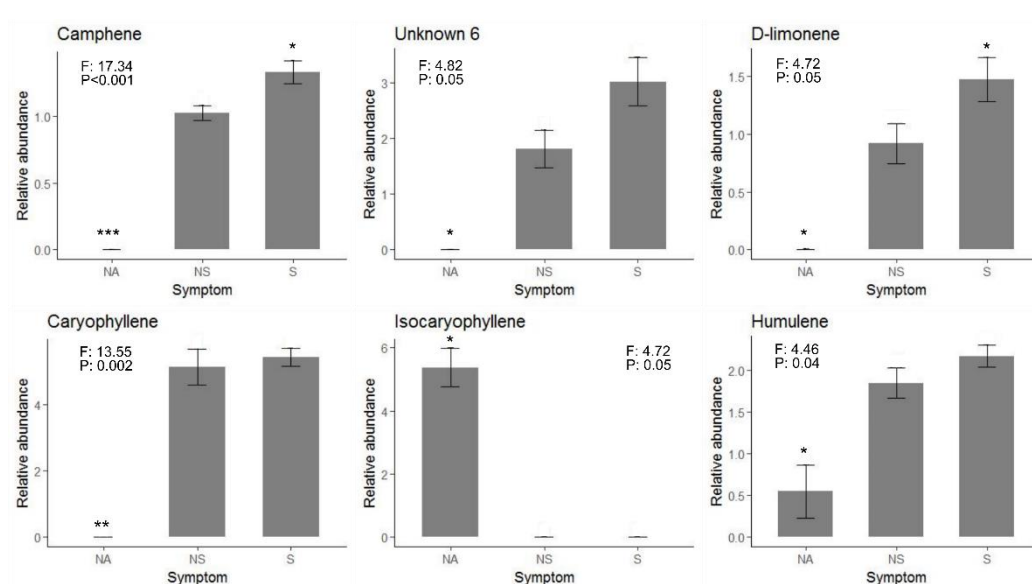 Camphene
F: 17.34
P<0.001
*
***
Relative abundance
1.0
0.5
0.0
NA NS S
Symptom
Unknown 6
F: 4.82
P: 0.05
*
Relative abundance
3
2
1
0
NA NS S
Symptom
D-limonene
F: 4.72
P: 0.05
*
*
Relative abundance
1.5
1.0
0.5
0.0
NA NS S
Symptom
Caryophyllene
F: 13.55
P: 0.002
**
Relative abundance
4
2
0
NA NS S
Symptom
Isocaryophyllene
*
F: 4.72
P: 0.05
Relative abundance
6
4
2
0
NA NS S
Symptom
Humulene
F: 4.46
P: 0.04
*
Relative abundance
2.0
1.5
1.0
0.5
0.0
NA NS S
Symptom